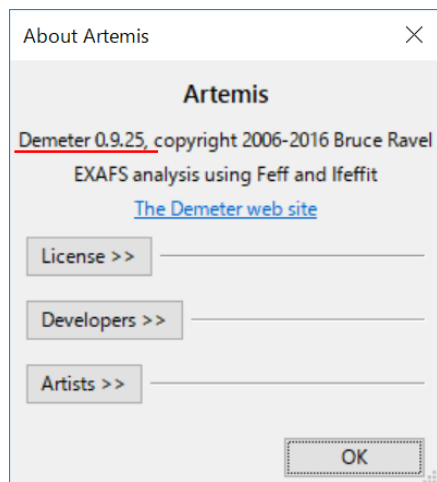 About Artemis
Artemis
Demeter 0.9.25, copyright 2006-2016 Bruce Ravel
EXAFS analysis using Feff and Ifeffit
The Demeter web site
License >>
Developers >>
Artists >>
OK